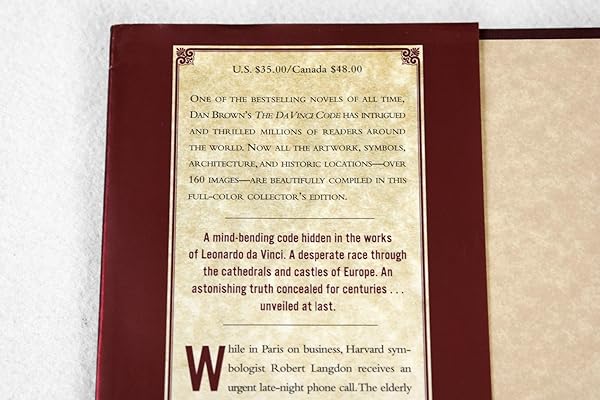 U.S. $35.00/Canada $48.00
One of the bestselling novels of all time,
Dan Brown's The Da Vinci Code has intrigued
and thrilled millions of readers around
the world. Now all the artwork, symbols,
architecture, and historic locations—over
160 images—are beautifully compiled in this
full-color collector's edition.
A mind-bending code hidden in the works
of Leonardo da Vinci. A desperate race through
the cathedrals and castles of Europe. An
astonishing truth concealed for centuries . . .
unveiled at last.
While in Paris on business, Harvard sym-
bologist Robert Langdon receives an
urgent late-night phone call. The elderly